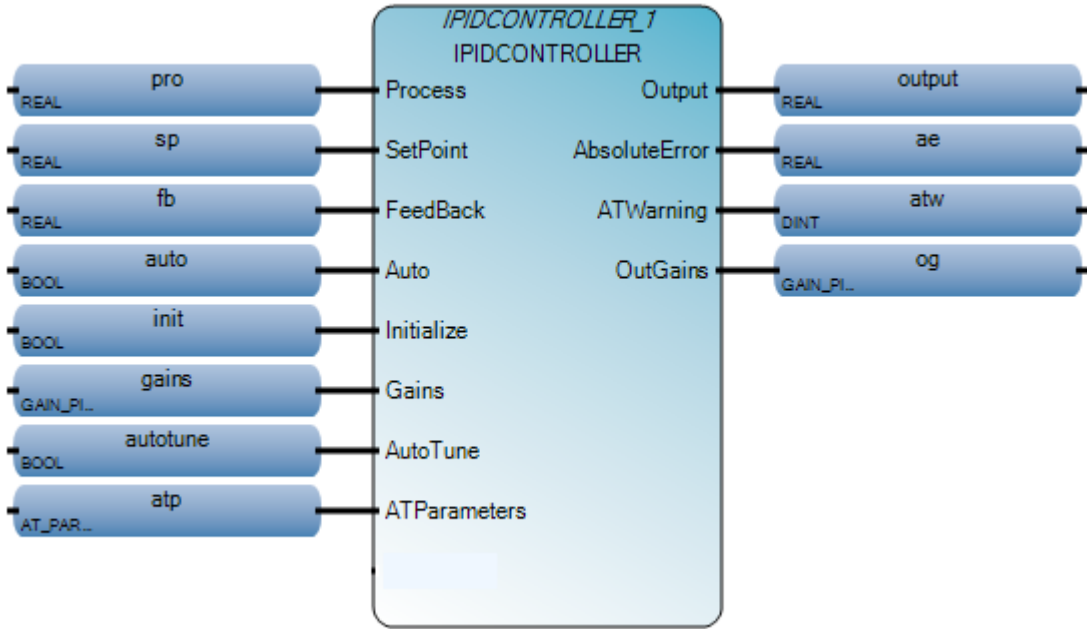 IPIDCONTROLLER_1
IPIDCONTROLLER
pro
REAL
Process
Output
output
REAL
sp
REAL
SetPoint
AbsoluteError
ae
REAL
fb
REAL
FeedBack
ATWarning
atw
DINT
auto
BOOL
Auto
OutGains
og
GAIN_PI...
init
BOOL
Initialize
gains
GAIN_PI...
Gains
autotune
BOOL
AutoTune
atp
AT_PAR...
ATParameters